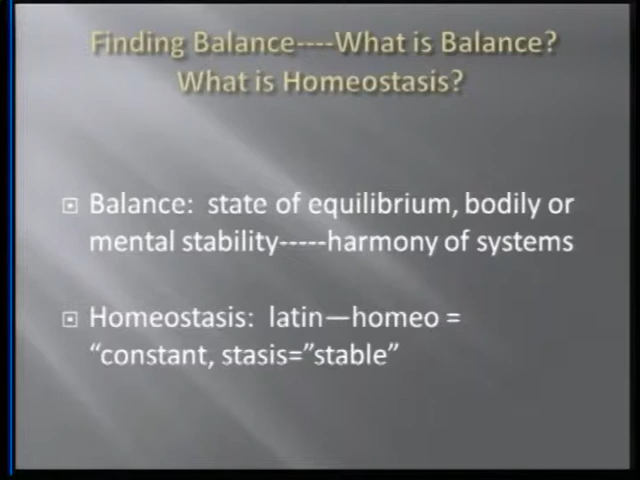 Finding Balance----What is Balance?
What is Homeostasis?
Balance:  state of equilibrium, bodily or
mental stability-----harmony of systems
Homeostasis:  latin—homeo =
“constant, stasis=”stable”